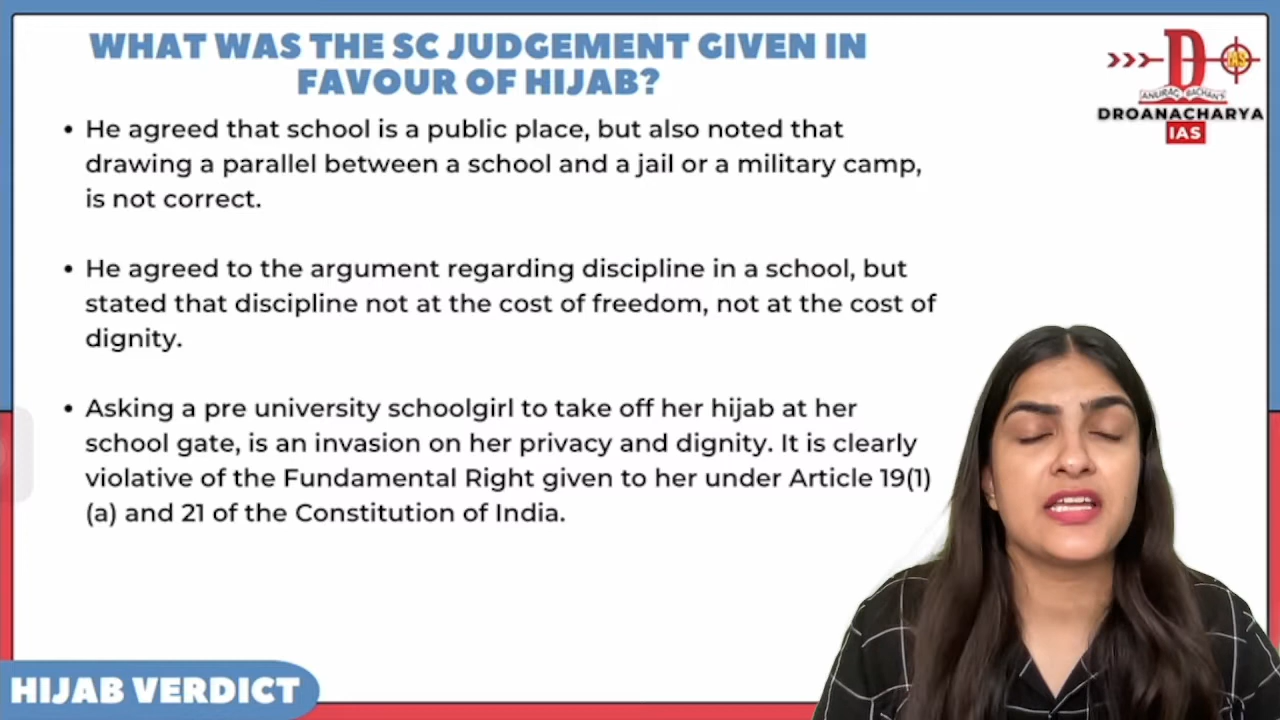 WHAT WAS THE SC JUDGEMENT GIVEN IN
FAVOUR OF HIJAB?
• He agreed that school is a public place, but also noted that
drawing a parallel between a school and a jail or a military camp,
is not correct.
• He agreed to the argument regarding discipline in a school, but
stated that discipline not at the cost of freedom, not at the cost of
dignity.
• Asking a pre university schoolgirl to take off her hijab at her
school gate, is an invasion on her privacy and dignity. It is clearly
violative of the Fundamental Right given to her under Article 19(1)
(a) and 21 of the Constitution of India.
D
IAS
ANURAG BACHAN'S
DROANACHARYA
IAS
HIJAB VERDICT